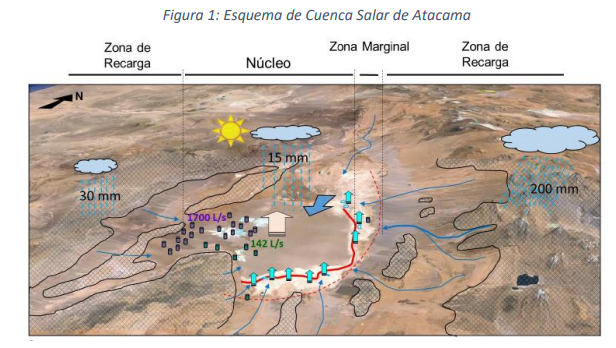 Figura 1: Esquema de Cuenca Salar de Atacama
Zona de
Recarga
Núcleo
Zona Marginal
Zona de
Recarga
N
15 mm
30 mm
200 mm
1700 L/s
142 L/s